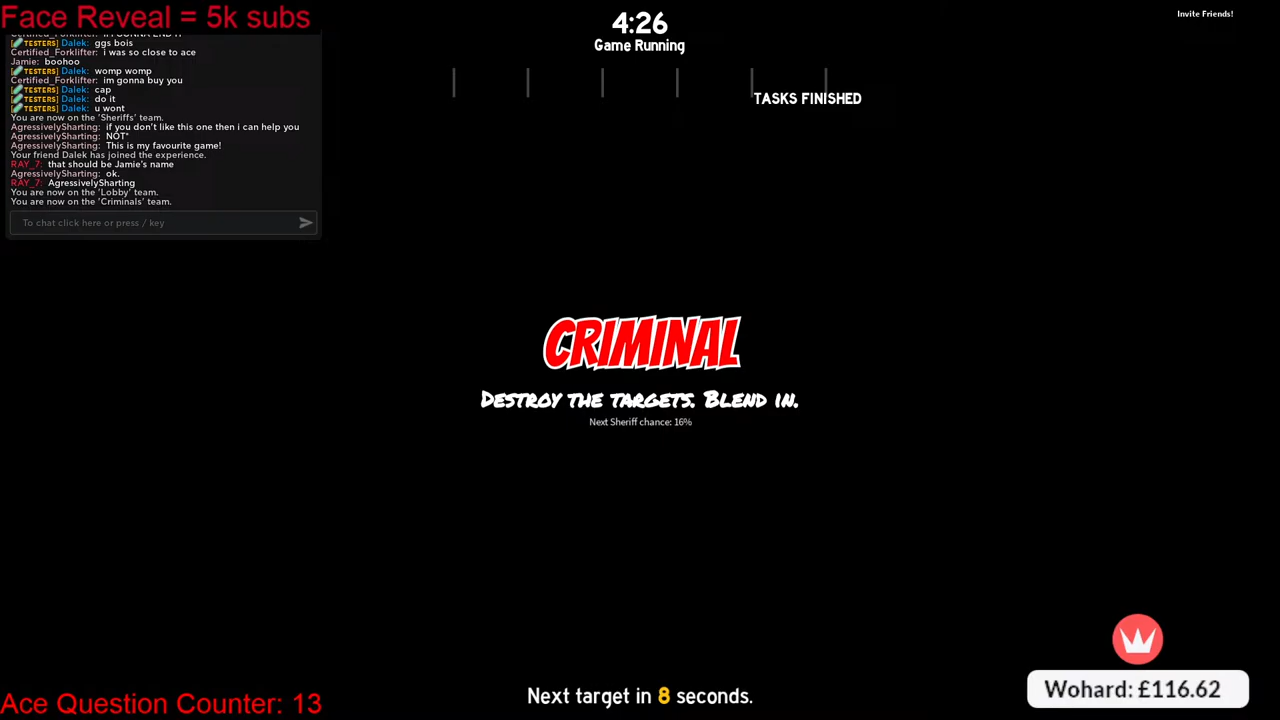 Face Reveal = 5k subs
4:26
Game Running
Invite Friends!
[TESTERS] Dalek: ggs bois
Certified_Forklifter: i was so close to ace
Jamie: boohoo
[TESTERS] Dalek: womp womp
Certified_Forklifter: im gonna buy you
[TESTERS] Dalek: cap
[TESTERS] Dalek: do it
[TESTERS] Dalek: u wont
You are now on the 'Sheriffs' team.
AgressivelySharting: if you don't like this one then i can help you
AgressivelySharting: NOT*
AgressivelySharting: This is my favourite game!
Your friend Dalek has joined the experience.
RAY_7: that should be Jamie's name
AgressivelySharting: ok.
RAY_7: AgressivelySharting
You are now on the 'Lobby' team.
You are now on the 'Criminals' team.
To chat click here or press / key
TASKS FINISHED
CRIMINAL
DESTROY THE TARGETS. BLEND IN.
Next Sheriff chance: 16%
Next target in 8 seconds.
Wohard: £116.62
Ace Question Counter: 13